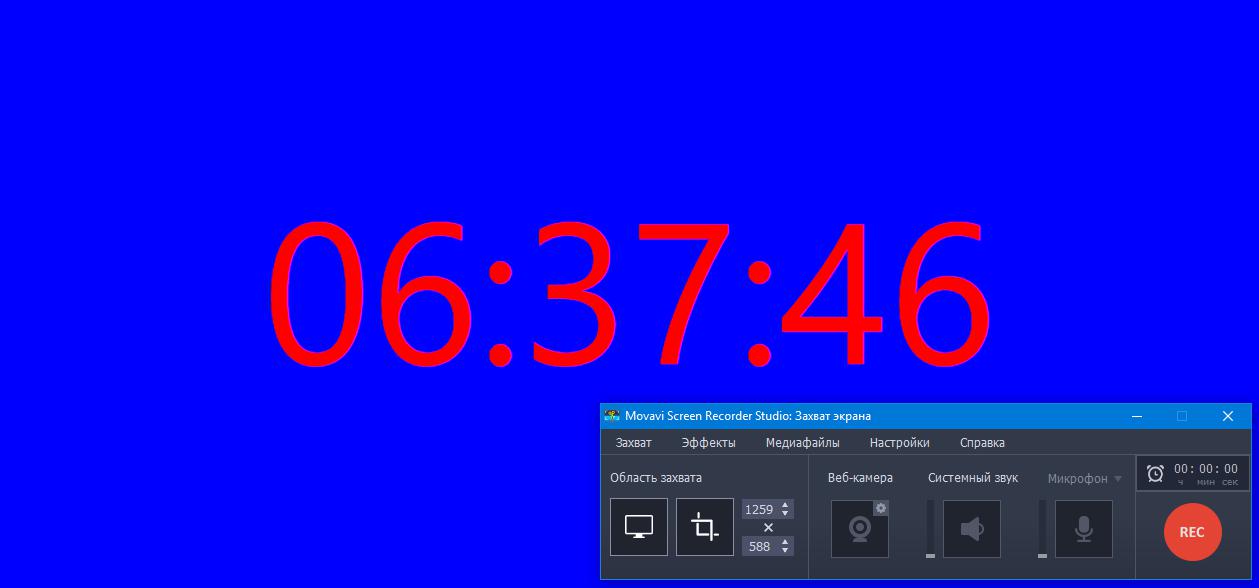 06:37:46
Movavi Screen Recorder Studio: Захват экрана
Захват Эффекты Медиафайлы Настройки Справка
Область захвата Веб-камера Системный звук Микрофон 00:00:00
ч мин сек
1259
×
588
REC